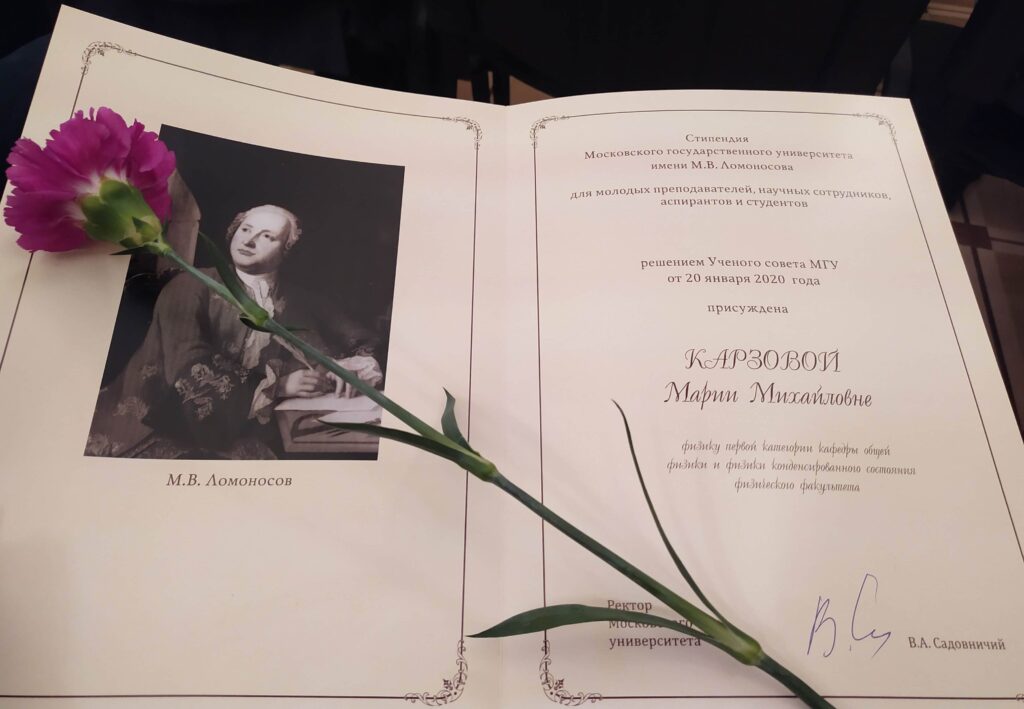 М.В. Ломоносов
Стипендия
Московского государственного университета
имени М.В. Ломоносова
для молодых преподавателей, научных сотрудников,
аспирантов и студентов
решением Ученого совета МГУ
от 20 января 2020 года
присуждена
КАРЗОВОЙ
Марии Михайловне
физику первой категории кафедры общей
физики и физики конденсированного состояния
физического факультета
Ректор
Московского
университета
В.А. Садовничий